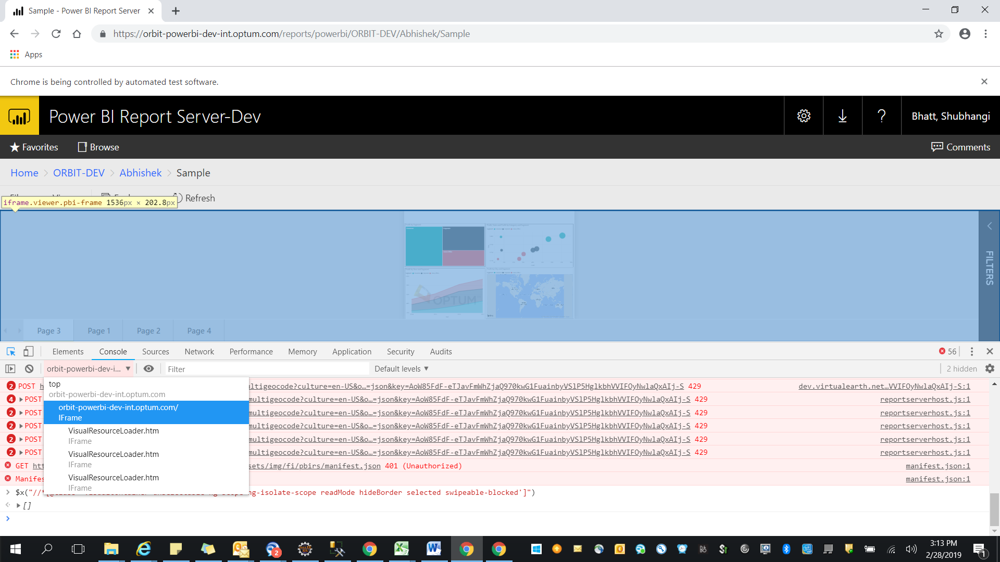 Sample - Power BI Report Server
https://orbit-powerbi-dev-int.optum.com/reports/powerbi/ORBIT-DEV/Abhishek/Sample
Apps
Chrome is being controlled by automated test software.
Power BI Report Server-Dev
?
Bhatt, Shubhangi
Favorites
Browse
Comments
Home > ORBIT-DEV > Abhishek > Sample
Refresh
iframe.viewer.pbi-frame 1536px × 202.8px
OPTUM
FILTERS
Page 3
Page 1
Page 2
Page 4
Elements
Console
Sources
Network
Performance
Memory
Application
Security
Audits
56
orbit-powerbi-dev-i...
Filter
Default levels
2 hidden
top
orbit-powerbi-dev-int.optum.com
orbit-powerbi-dev-int.optum.com/
IFrame
VisualResourceLoader.htm
IFrame
VisualResourceLoader.htm
IFrame
VisualResourceLoader.htm
IFrame
2 POST
ltigeocode?culture=en-US&o…=json&key=AoW85FdF-eTJavFmWhZjaQ970kwG1FuainbyVSlP5HglkbhVVIFOyNwlaQxAIj-S 429
dev.virtualearth.net…VVIFOyNwlaQxAIj-S:1
4 POST
multigeocode?culture=en-US&o…=json&key=AoW85FdF-eTJavFmWhZjaQ970kwG1FuainbyVSlP5HglkbhVVIFOyNwlaQxAIj-S 429
reportserverhost.js:1
2 POST
multigeocode?culture=en-US&o…=json&key=AoW85FdF-eTJavFmWhZjaQ970kwG1FuainbyVSlP5HglkbhVVIFOyNwlaQxAIj-S 429
reportserverhost.js:1
2 POST
multigeocode?culture=en-US&o…=json&key=AoW85FdF-eTJavFmWhZjaQ970kwG1FuainbyVSlP5HglkbhVVIFOyNwlaQxAIj-S 429
reportserverhost.js:1
2 POST
multigeocode?culture=en-US&o…=json&key=AoW85FdF-eTJavFmWhZjaQ970kwG1FuainbyVSlP5HglkbhVVIFOyNwlaQxAIj-S 429
reportserverhost.js:1
2 POST
multigeocode?culture=en-US&o…=json&key=AoW85FdF-eTJavFmWhZjaQ970kwG1FuainbyVSlP5HglkbhVVIFOyNwlaQxAIj-S 429
reportserverhost.js:1
GET htt
sets/img/fi/pbirs/manifest.json 401 (Unauthorized)
manifest.json:1
Manifes
manifest.json:1
$x("//*
ng-isolate-scope readMode hideBorder selected swipeable-blocked']")
[]
2
3:13 PM
2/28/2019
1